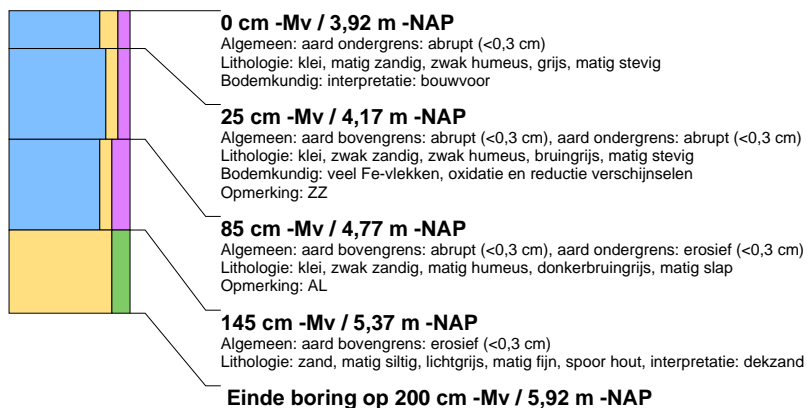 0 cm -Mv / 3,92 m -NAP
Algemeen: aard ondergrens: abrupt (<0,3 cm)
Lithologie: klei, matig zandig, zwak humeus, grijs, matig stevig
Bodemkundig: interpretatie: bouwvoor
25 cm -Mv / 4,17 m -NAP
Algemeen: aard bovengrens: abrupt (<0,3 cm), aard ondergrens: abrupt (<0,3 cm)
Lithologie: klei, zwak zandig, zwak humeus, bruingrijs, matig stevig
Bodemkundig: veel Fe-vlekken, oxidatie en reductie verschijnselen
Opmerking: ZZ
85 cm -Mv / 4,77 m -NAP
Algemeen: aard bovengrens: abrupt (<0,3 cm), aard ondergrens: erosief (<0,3 cm)
Lithologie: klei, zwak zandig, matig humeus, donkerbruingrijs, matig slap
Opmerking: AL
145 cm -Mv / 5,37 m -NAP
Algemeen: aard bovengrens: erosief (<0,3 cm)
Lithologie: zand, matig siltig, lichtgrijs, matig fijn, spoor hout, interpretatie: dekzand
Einde boring op 200 cm -Mv / 5,92 m -NAP